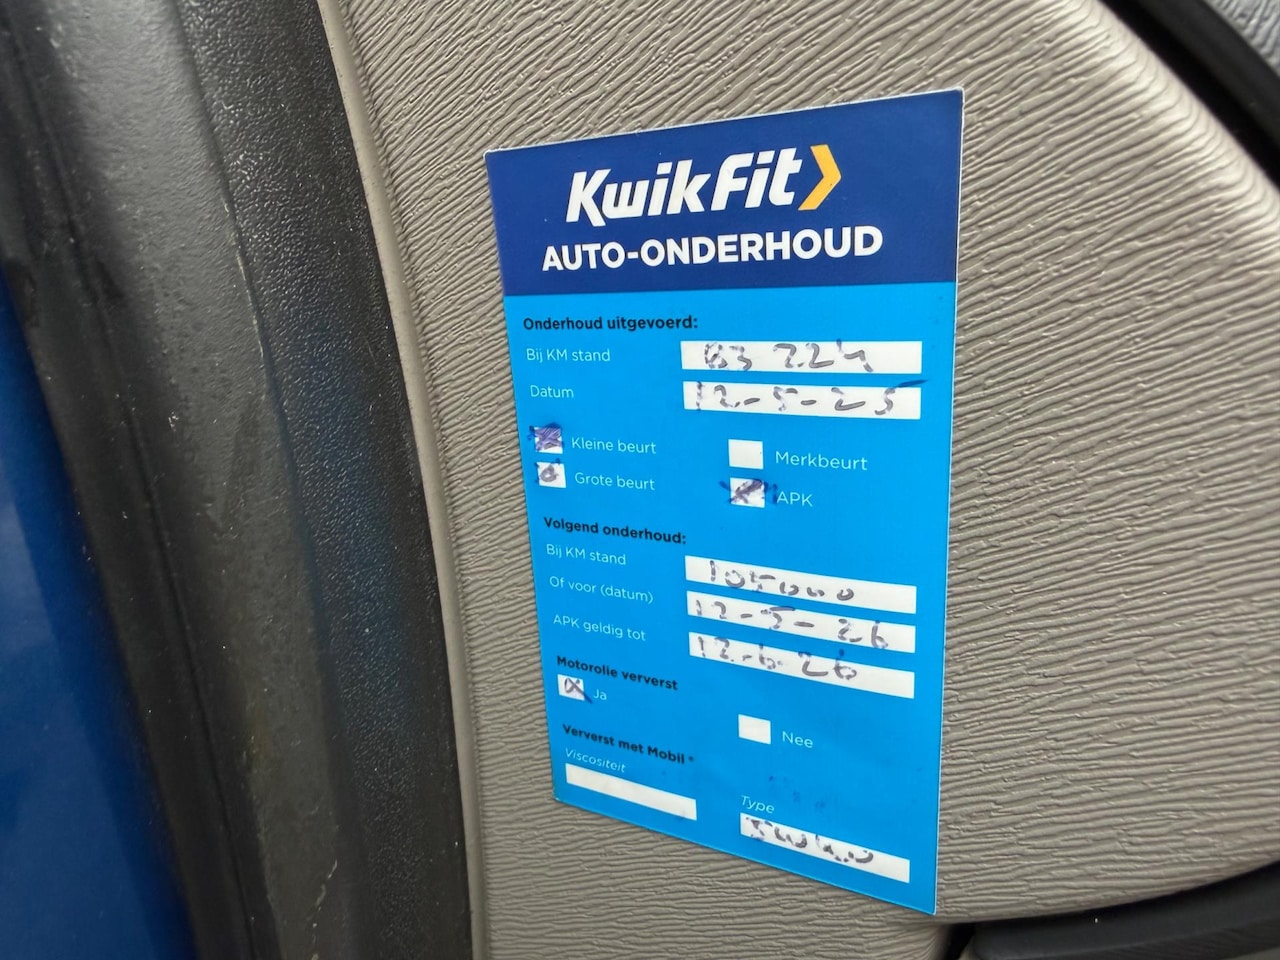 KwikFit
AUTO-ONDERHOUD
Onderhoud uitgevoerd:
Bij KM stand
Datum 12-5-25
Kleine beurt
Merkbeurt
Grote beurt
APK
Volgend onderhoud:
Bij KM stand 105000
Of voor (datum) 12-5-26
APK geldig tot 12-6-26
Motorolie ververst
Ja
Nee
Ververst met Mobil*
Viscositeit
Type